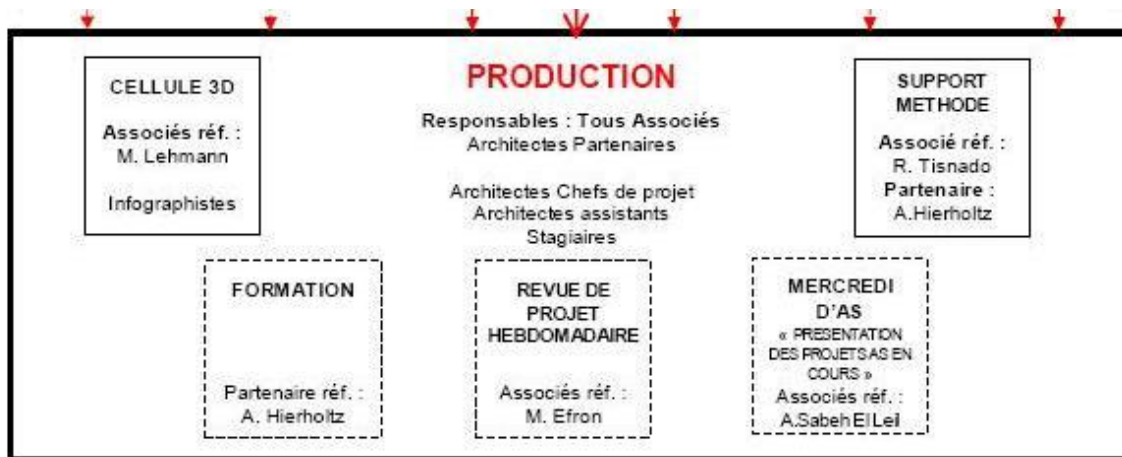 CELLULE 3D
Associés réf. :
M. Lehmann
Infographistes
PRODUCTION
Responsables : Tous Associés
Architectes Partenaires
Architectes Chefs de projet
Architectes assistants
Stagiaires
SUPPORT
METHODE
Associé réf. :
R. Tisnado
Partenaire :
A.Hierholtz
FORMATION
Partenaire réf. :
A. Hierholtz
REVUE DE
PROJET
HEBDOMADAIRE
Associés réf. :
M. Efron
MERCREDI
D'AS
« PRESENTATION
DES PROJETS AS EN
COURS »
Associés réf. :
A.Sabeh El Leil